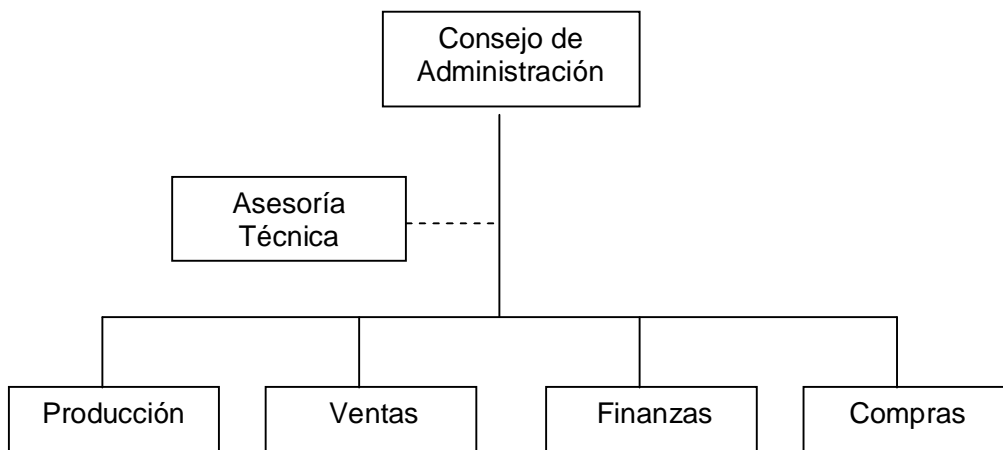 Consejo de
Administración
Asesoría
Técnica
Producción
Ventas
Finanzas
Compras